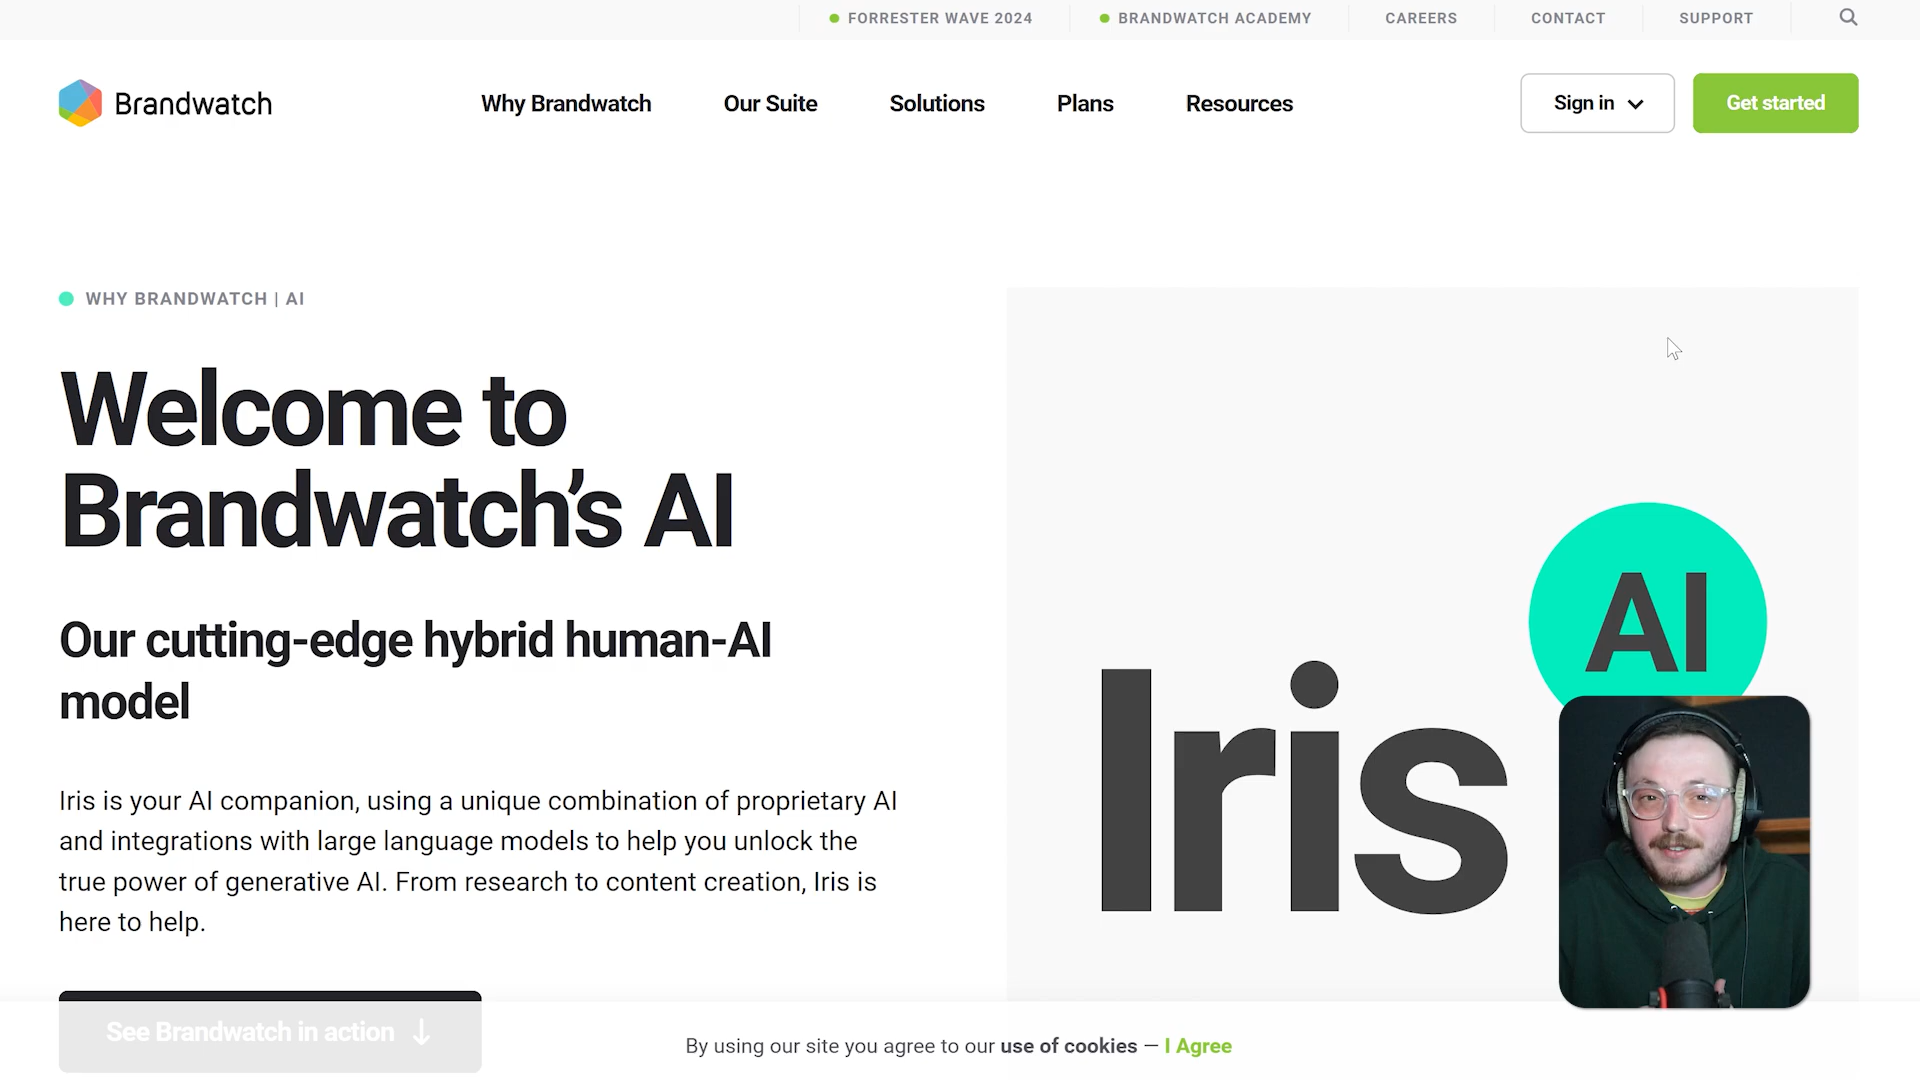 FORRESTER WAVE 2024
BRANDWATCH ACADEMY
CAREERS
CONTACT
SUPPORT
Brandwatch
Why Brandwatch
Our Suite
Solutions
Plans
Resources
Sign in
Get started
WHY BRANDWATCH | AI
Welcome to
Brandwatch’s AI
Our cutting-edge hybrid human-AI
model
Iris is your AI companion, using a unique combination of proprietary AI
and integrations with large language models to help you unlock the
true power of generative AI. From research to content creation, Iris is
here to help.
See Brandwatch in action ↓
AI
Iris
By using our site you agree to our use of cookies — I Agree